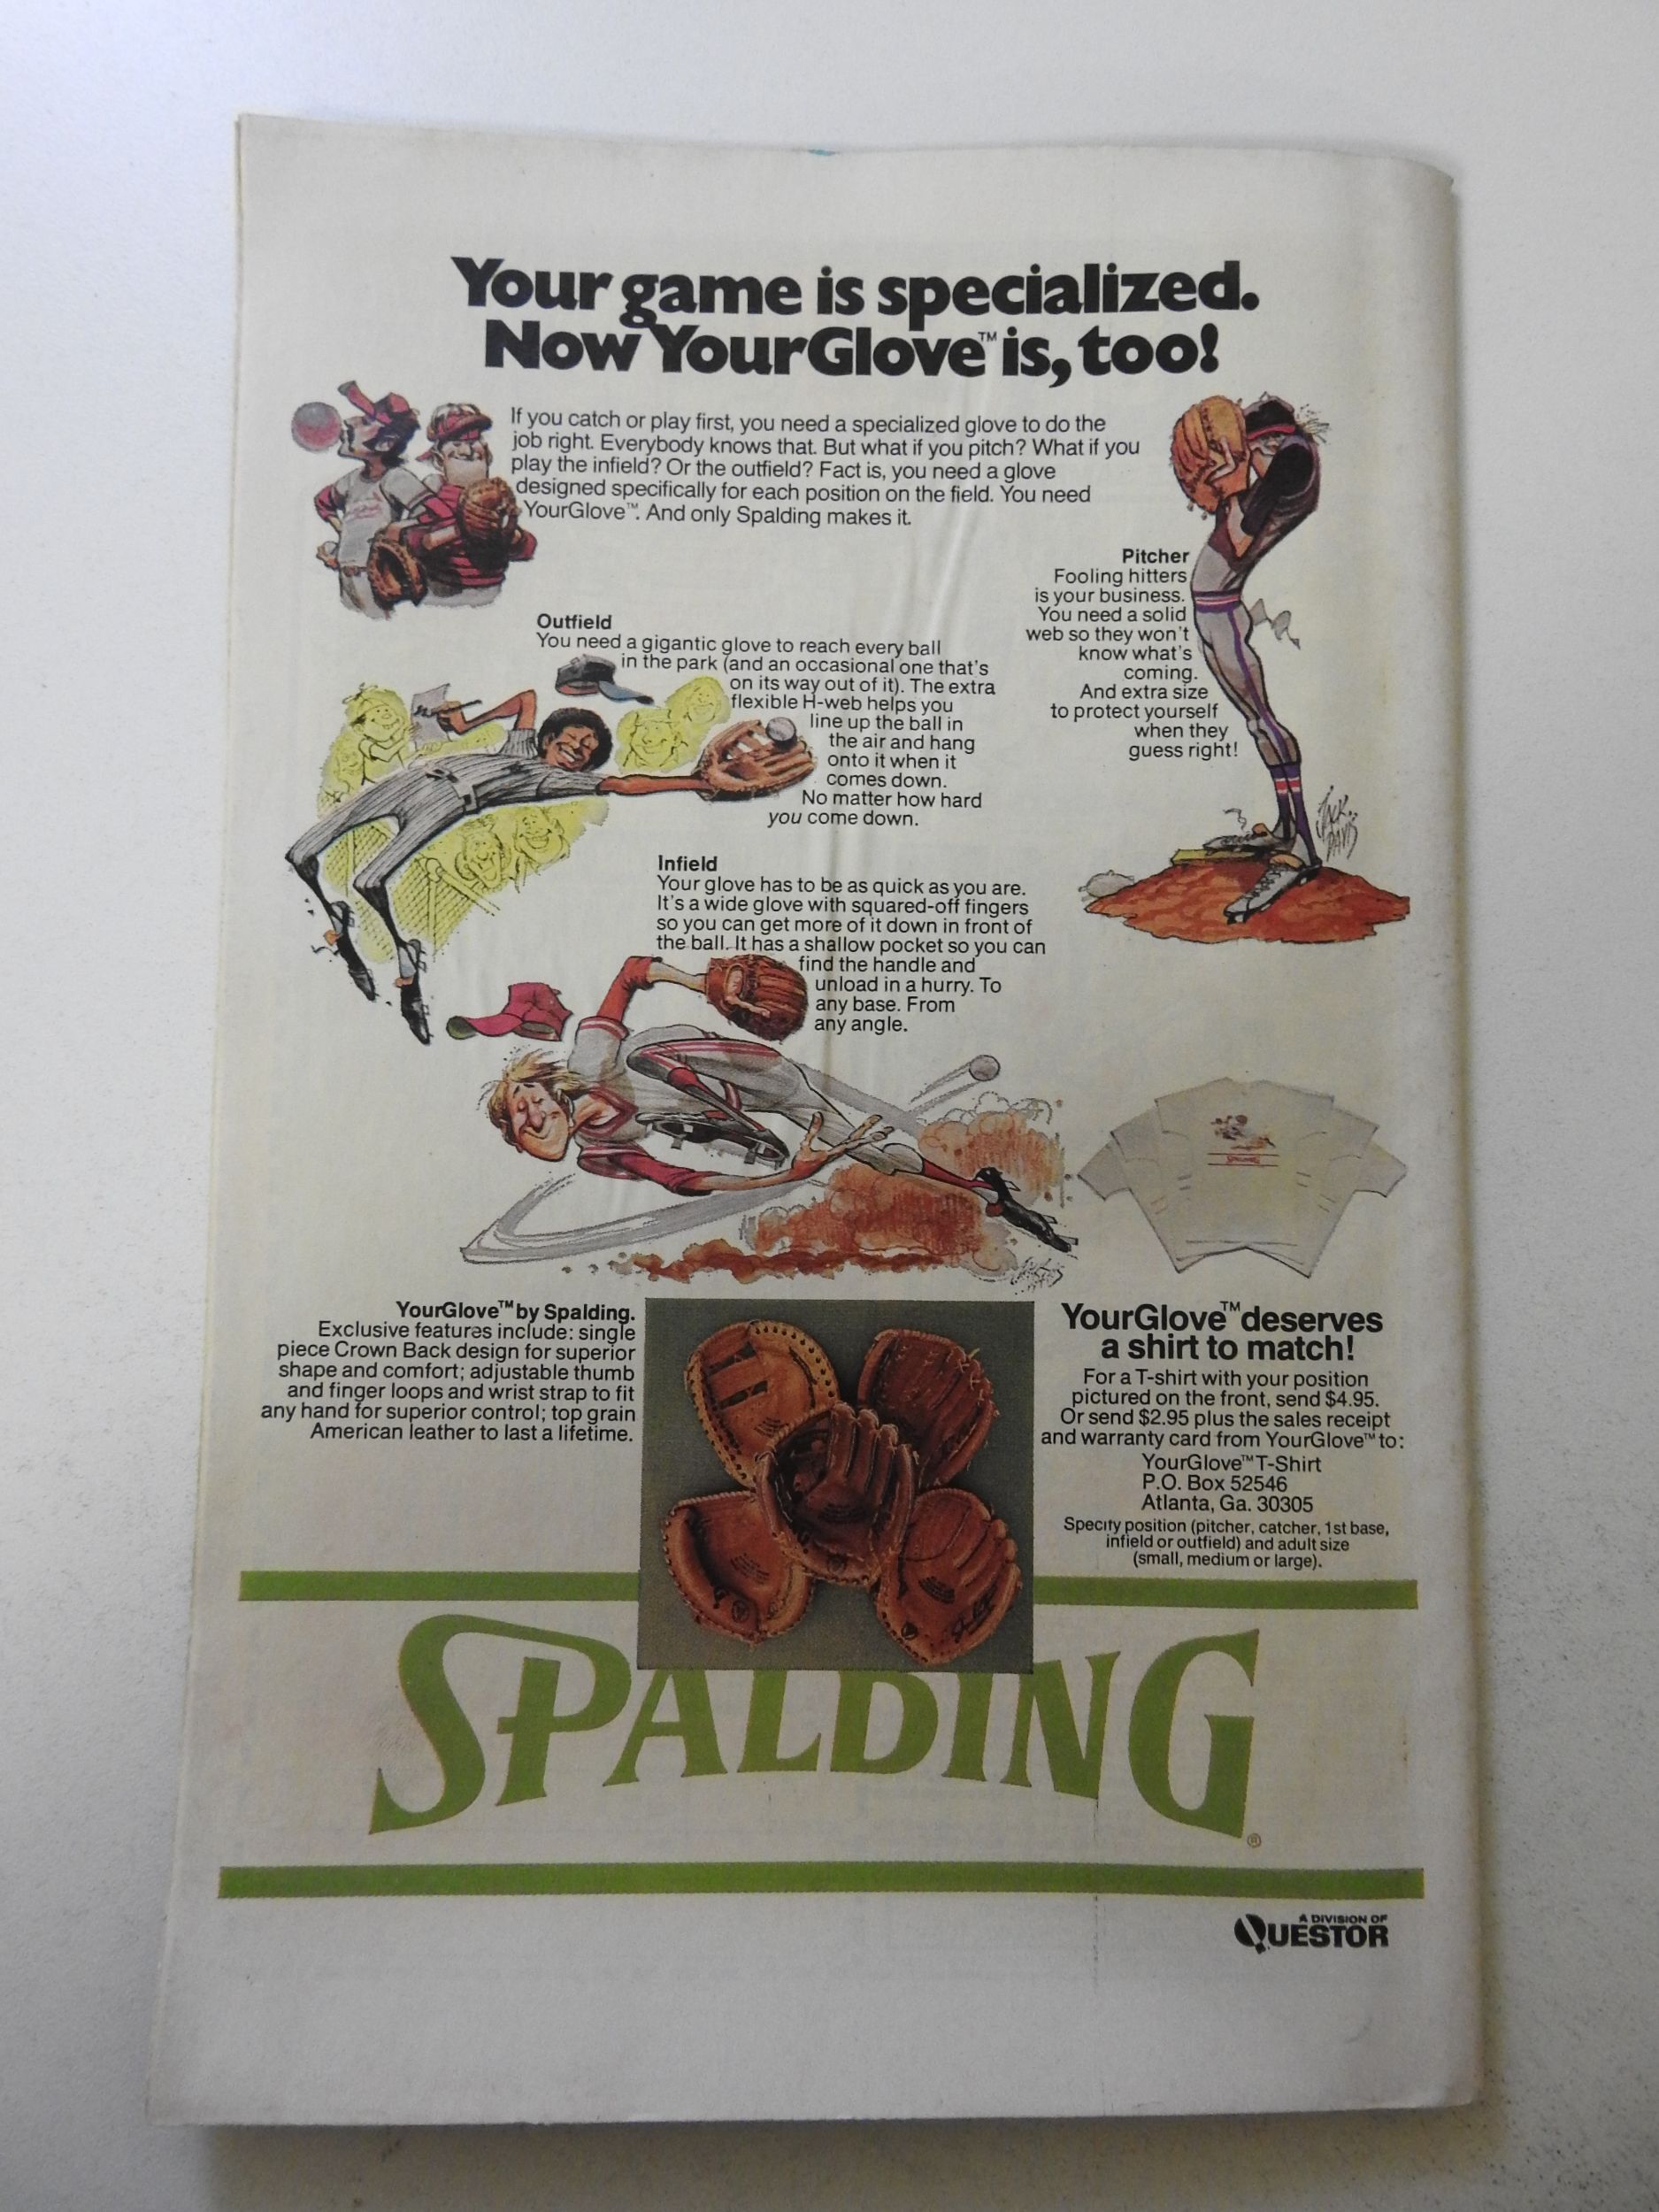 Your game is specialized.
Now YourGlove™ is, too!
If you catch or play first, you need a specialized glove to do the
job right. Everybody knows that. But what if you pitch? What if you
play the infield? Or the outfield? Fact is, you need a glove
designed specifically for each position on the field. You need
YourGlove™. And only Spalding makes it.
Pitcher
Fooling hitters
is your business.
You need a solid
web so they won't
know what's
coming.
And extra size
to protect yourself
when they
guess right!
JACK DAVIS
Outfield
You need a gigantic glove to reach every ball
in the park (and an occasional one that's
on its way out of it). The extra
flexible H-web helps you
line up the ball in
the air and hang
onto it when it
comes down.
No matter how hard
you come down.
Infield
Your glove has to be as quick as you are.
It's a wide glove with squared-off fingers
so you can get more of it down in front of
the ball. It has a shallow pocket so you can
find the handle and
unload in a hurry. To
any base. From
any angle.
SPALDING
YourGlove™ by Spalding.
Exclusive features include: single
piece Crown Back design for superior
shape and comfort; adjustable thumb
and finger loops and wrist strap to fit
any hand for superior control; top grain
American leather to last a lifetime.
YourGlove™ deserves
a shirt to match!
For a T-shirt with your position
pictured on the front, send $4.95.
Or send $2.95 plus the sales receipt
and warranty card from YourGlove™ to:
YourGlove™ T-Shirt
P.O. Box 52546
Atlanta, Ga. 30305
Specify position (pitcher, catcher, 1st base,
infield or outfield) and adult size
(small, medium or large).
SPALDING®
A DIVISION OF
QUESTOR